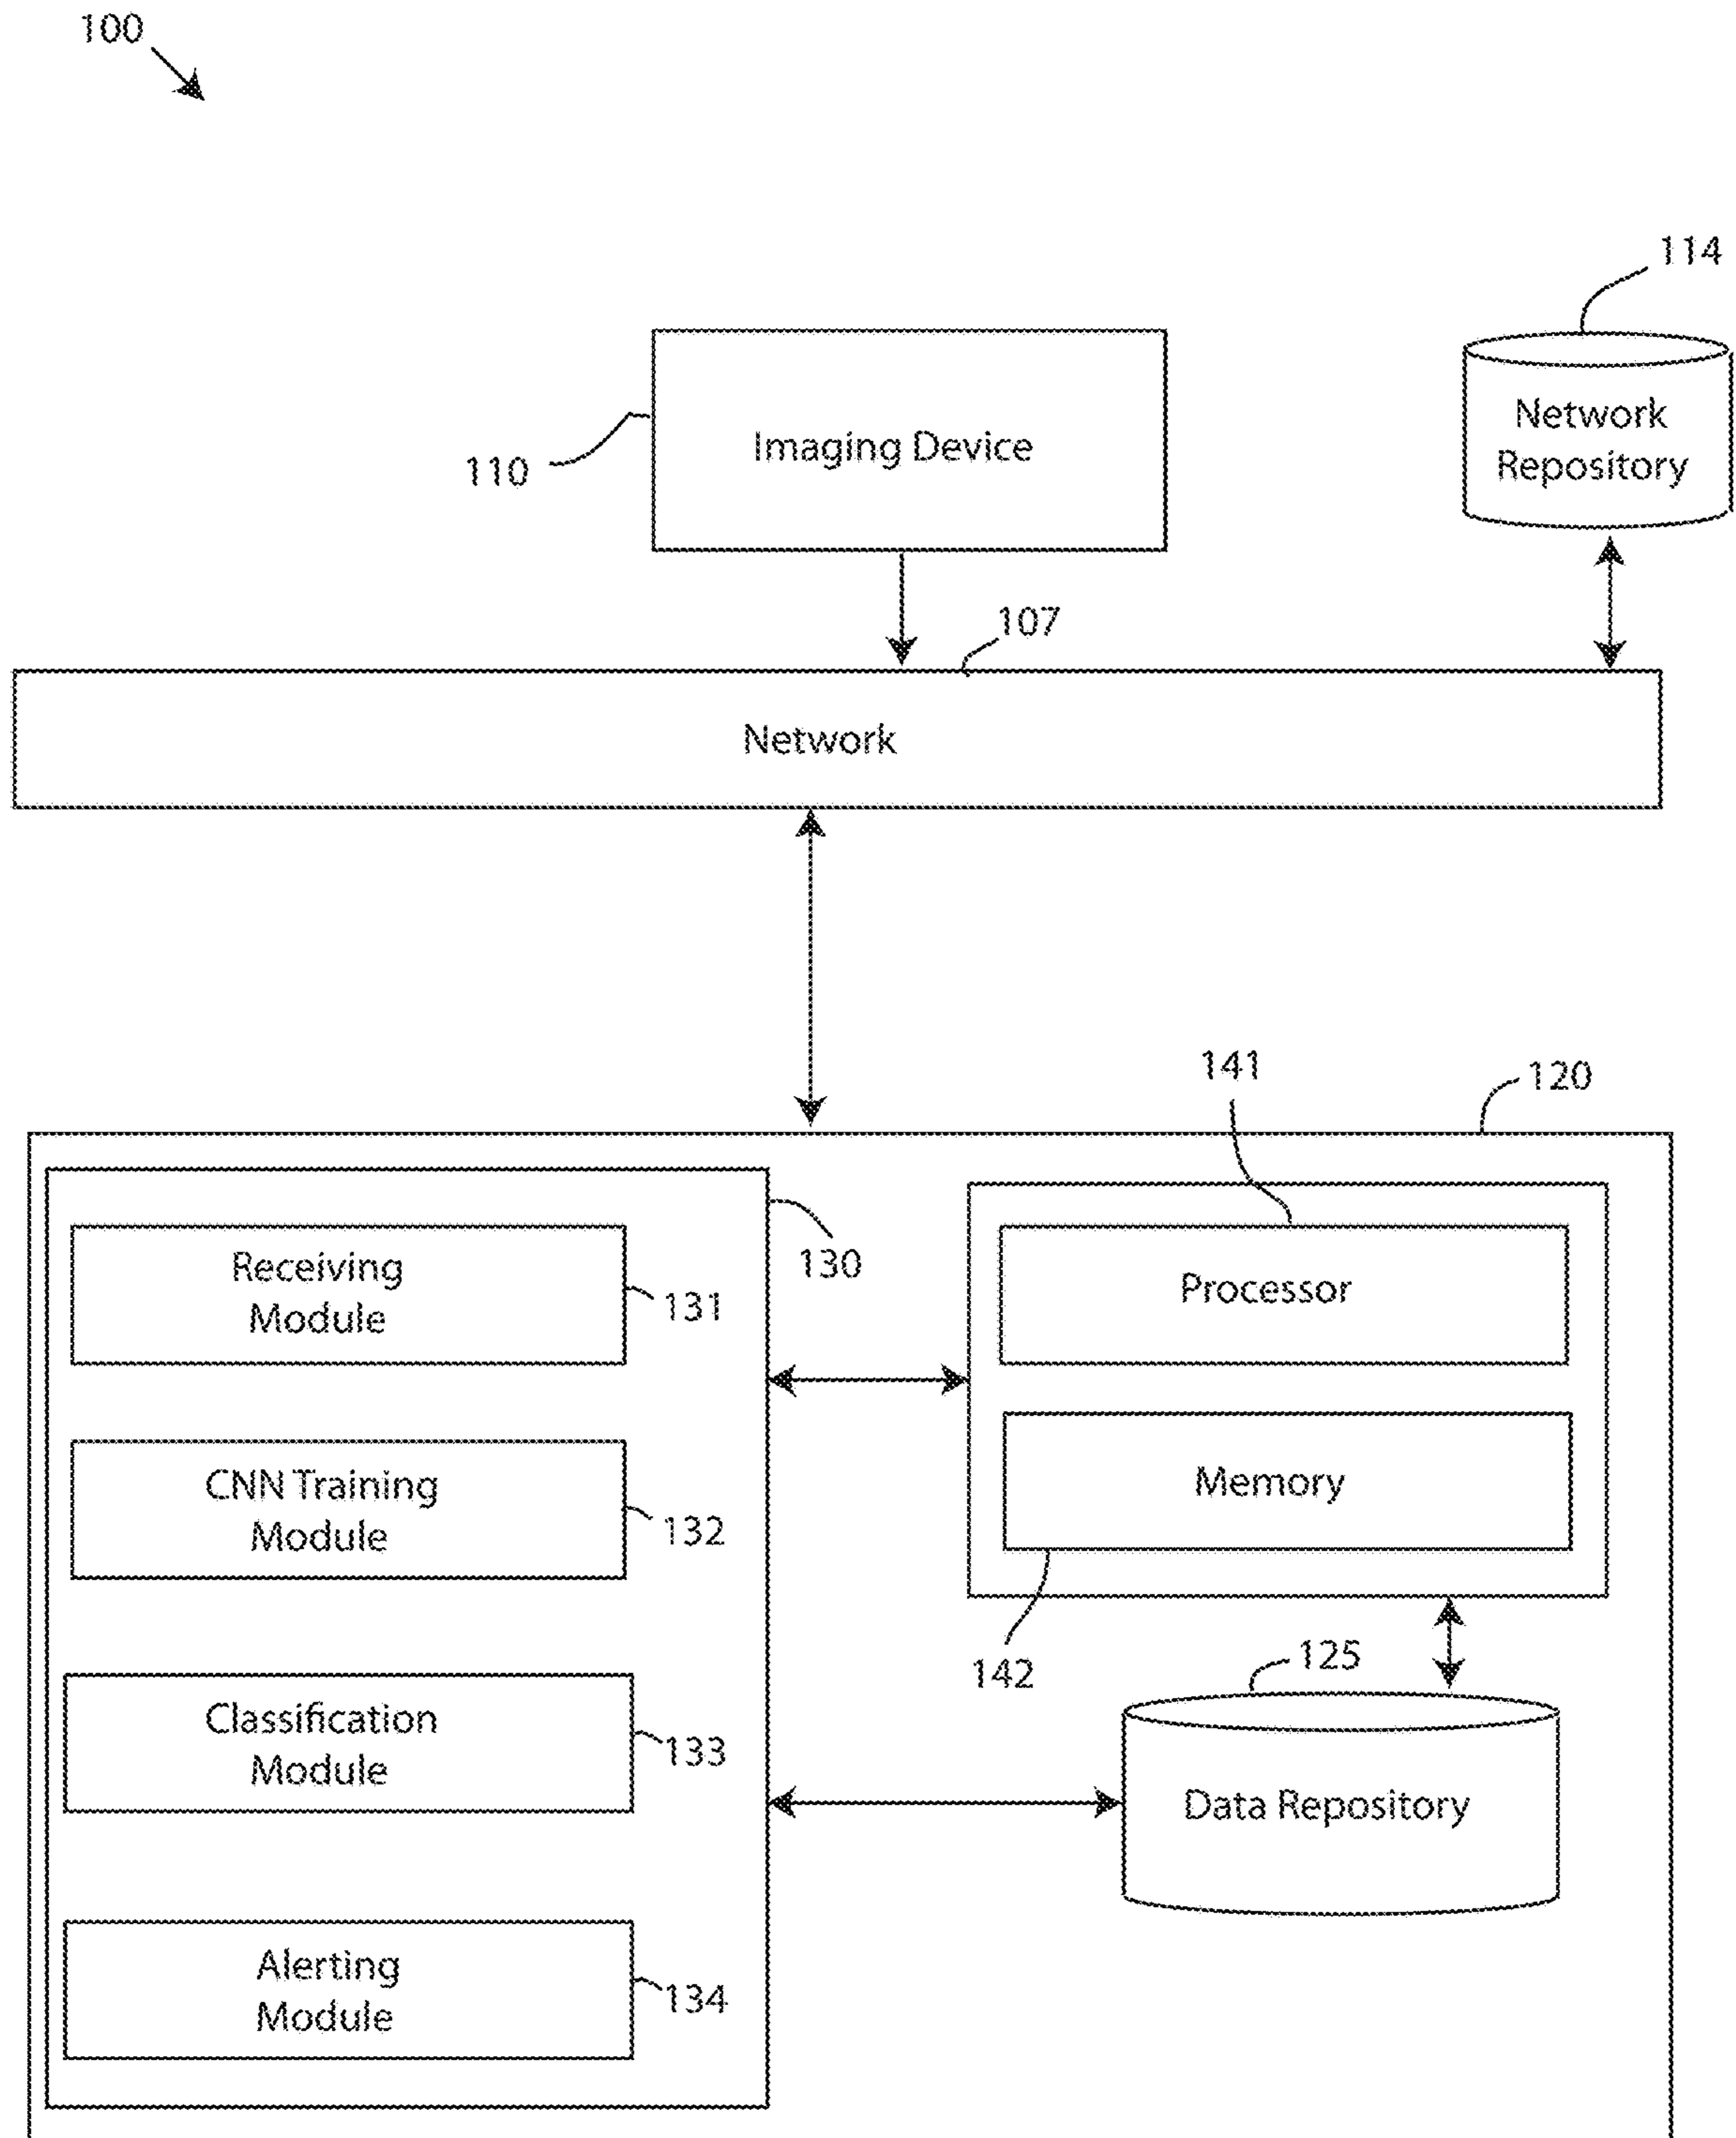 100
114
Network
Repository
Imaging Device
110
107
Network
141
120
130
Receiving
Module
131
Processor
CNN Training
Module
132
Memory
142
125
Classification
Module
133
Data Repository
Alerting
Module
134